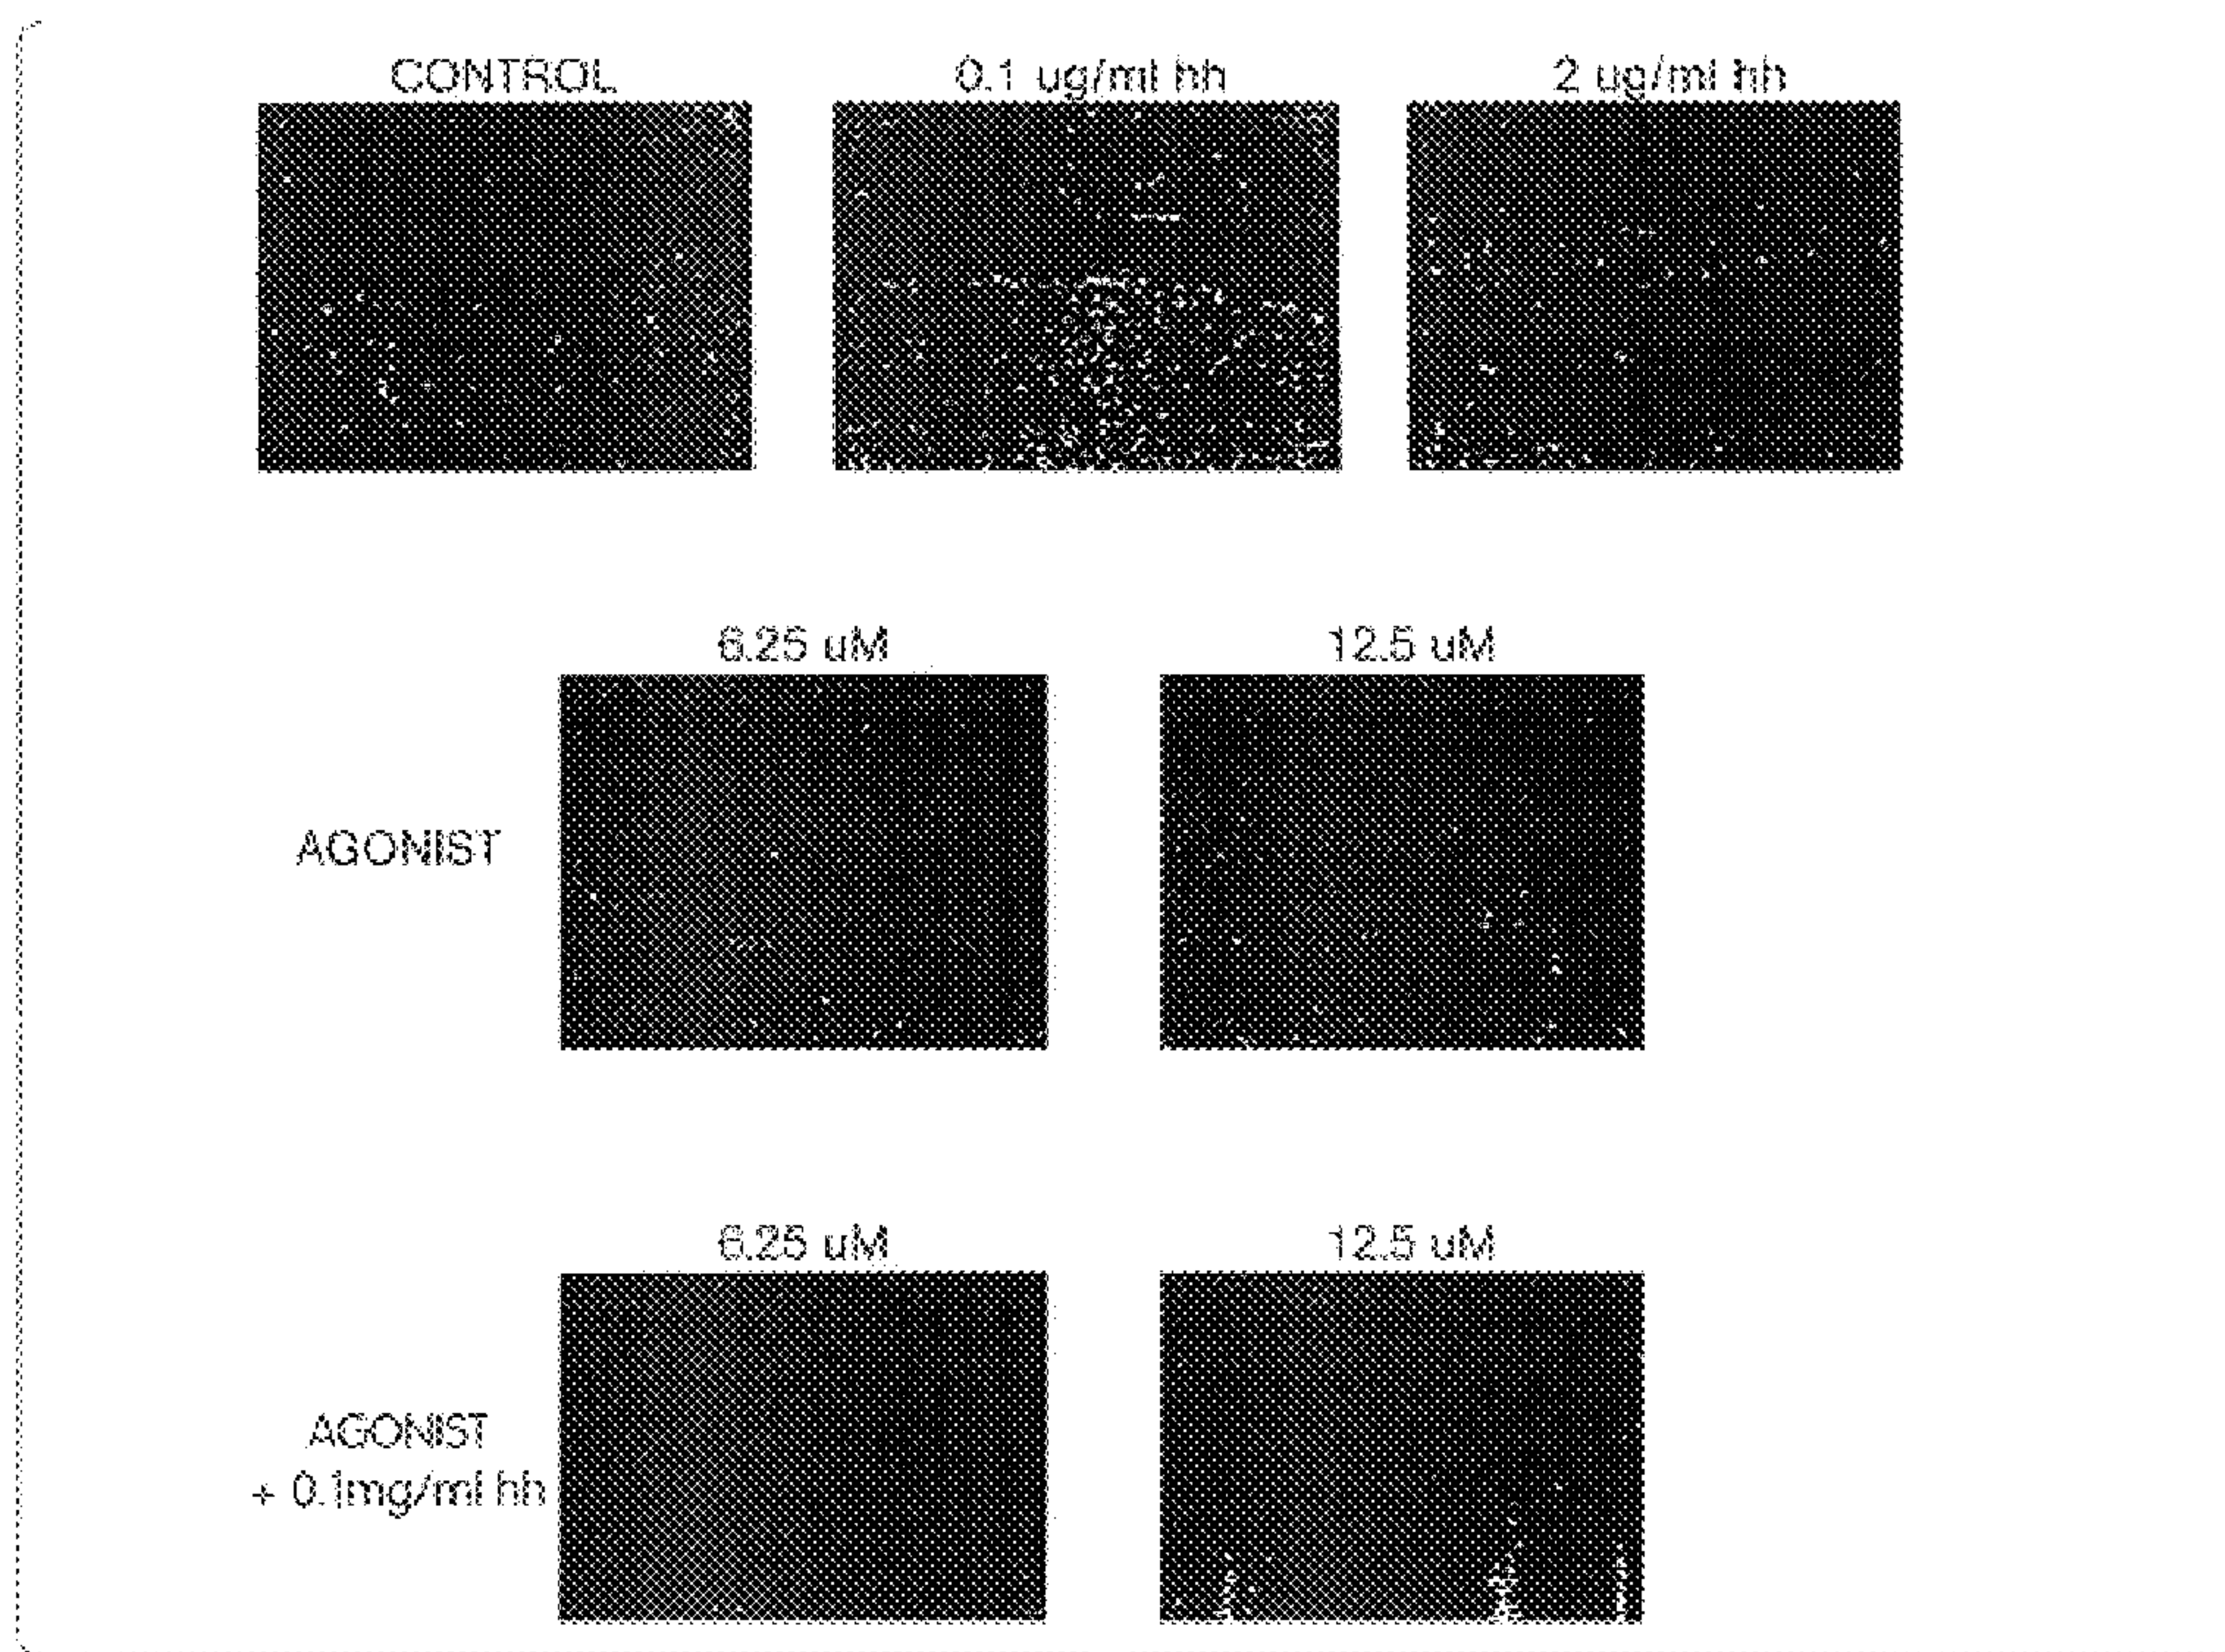 CONTROL
0.1 ug/ml hh
2 ug/ml hh
6.25 uM
12.5 uM
AGONIST
6.25 uM
12.5 uM
AGONIST
+ 0.1mg/ml hh